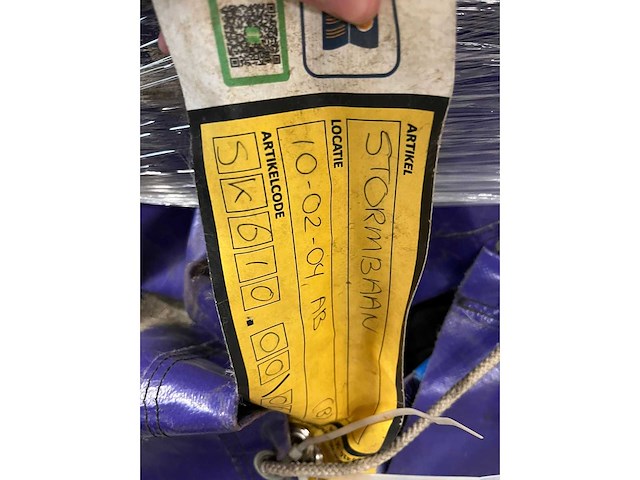 ARTIKEL
STORMBAAN
LOCATIE
10-02-04, AB
ARTIKELCODE
SK610.00